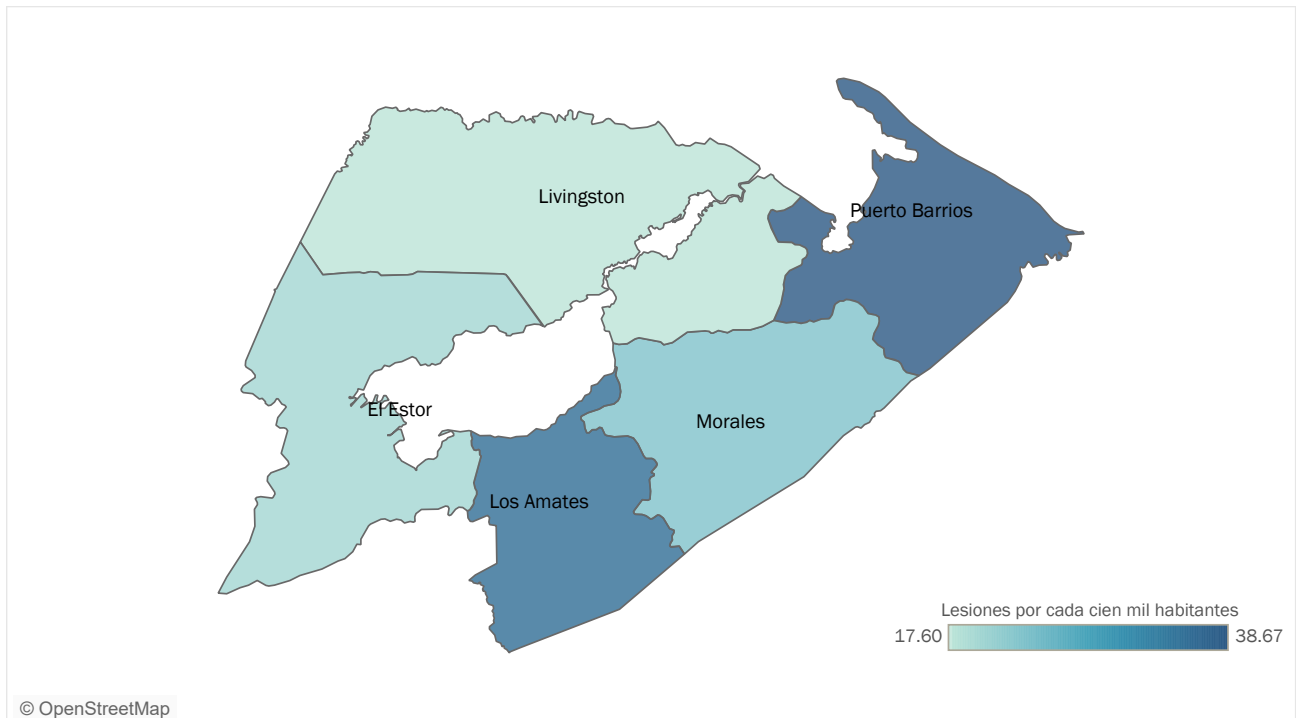 Livingston
Puerto Barrios
El Estor
Morales
Los Amates
Lesiones por cada cien mil habitantes
17.60 38.67
© OpenStreetMap